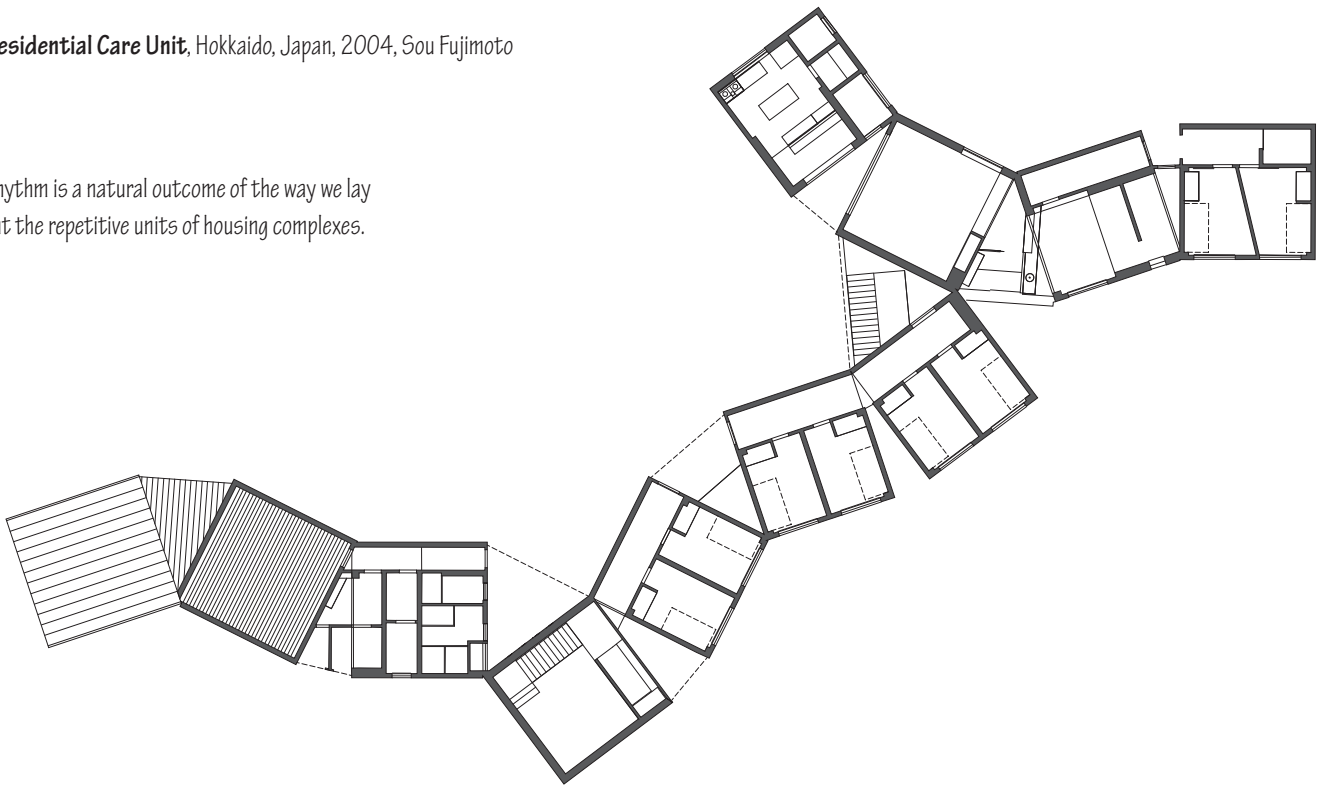 esidential Care Unit, Hokkaido, Japan, 2004, Sou Fujimoto
hythm is a natural outcome of the way we lay
ut the repetitive units of housing complexes.